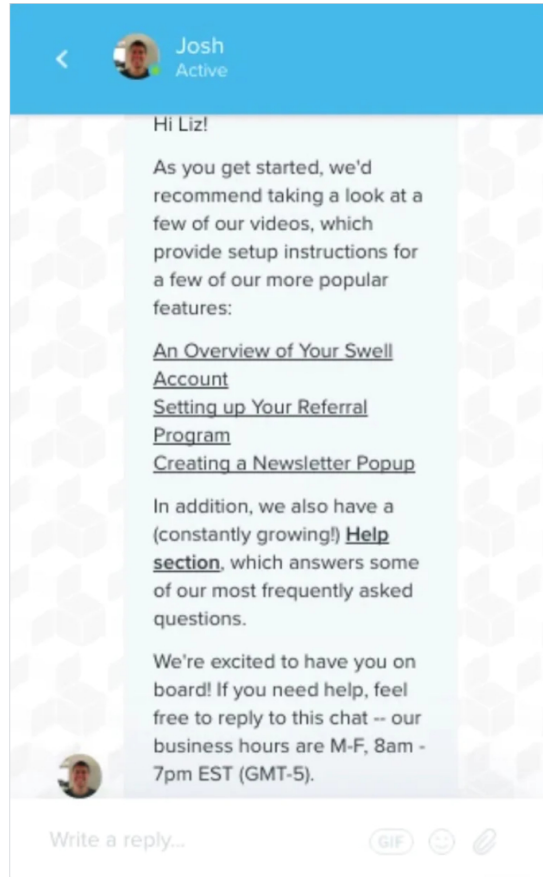 Josh
Active
Hi Liz!
As you get started, we'd
recommend taking a look at a
few of our videos, which
provide setup instructions for
a few of our more popular
features:
An Overview of Your Swell
Account
Setting up Your Referral
Program
Creating a Newsletter Popup
In addition, we also have a
(constantly growing!) Help
section, which answers some
of our most frequently asked
questions.
We're excited to have you on
board! If you need help, feel
free to reply to this chat -- our
business hours are M-F, 8am -
7pm EST (GMT-5).
Write a reply...
GIF